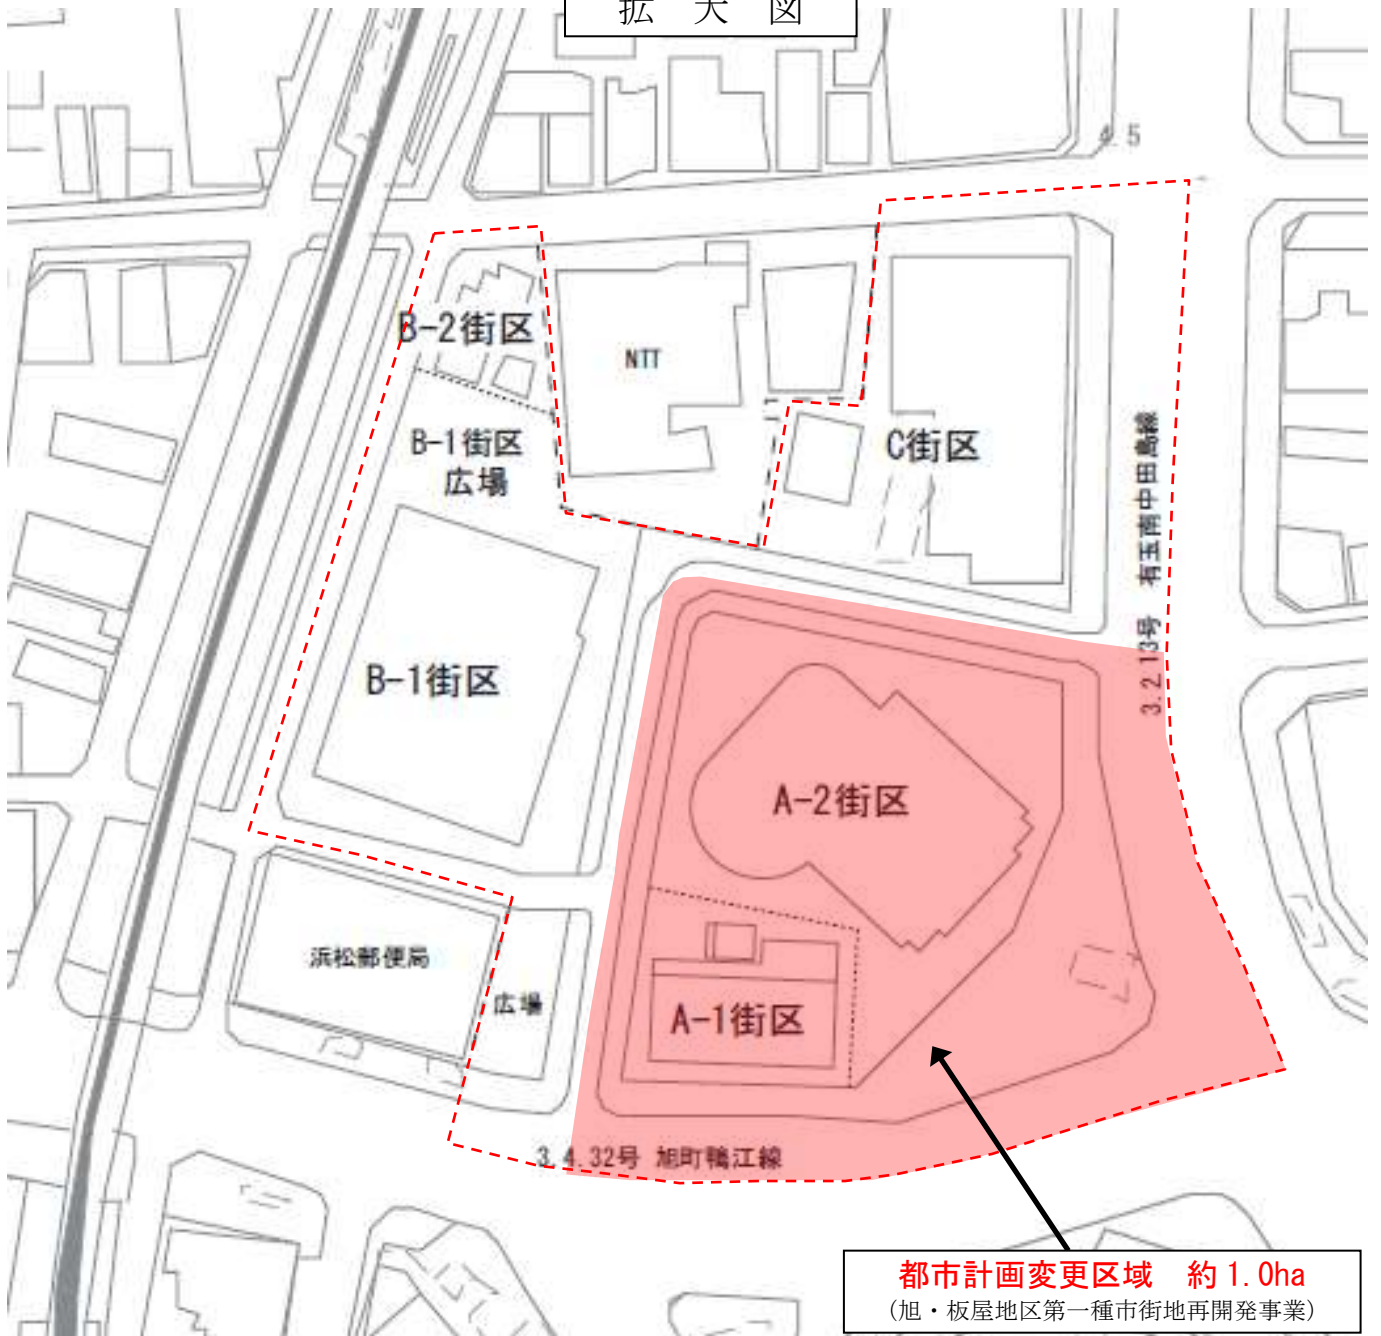 拡大図
4.5
B-2街区
NTT
B-1街区
広場
C街区
3.2.13号 有玉南中田島線
B-1街区
A-2街区
浜松郵便局
広場
A-1街区
3.4.32号 旭町鴨江線
都市計画変更区域 約1.0ha
(旭・板屋地区第一種市街地再開発事業)